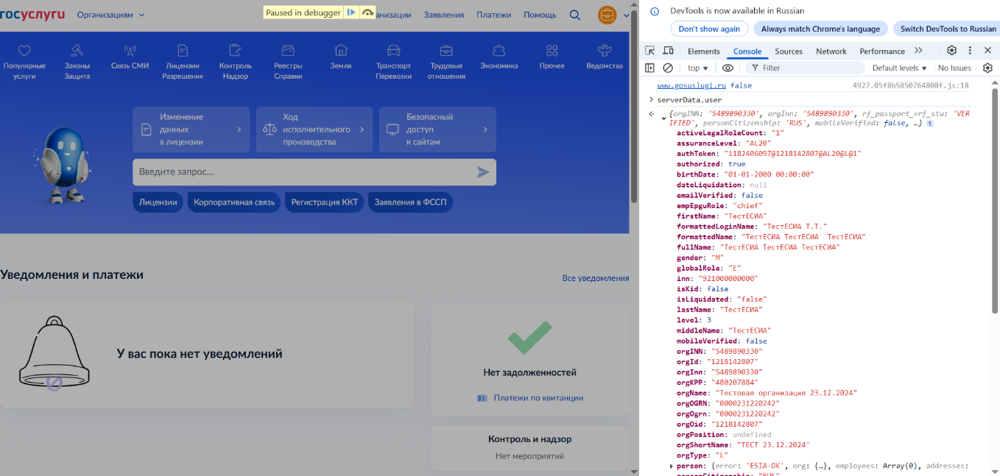 госуслугu
Организациям
Paused in debugger
анизации
Заявления
Платежи
Помощь
Популярные
услуги
Законы
Защита
Связь СМИ
Лицензии
Разрешения
Контроль
Надзор
Реестры
Справки
Земля
Транспорт
Перевозки
Трудовые
отношения
Экономика
Прочее
Ведомства
Изменение
данных
в лицензии
Ход
исполнительного
производства
Безопасный
доступ
к сайтам
Введите запрос...
Лицензии
Корпоративная связь
Регистрация ККТ
Заявления в ФССП
Уведомления и платежи
Все уведомления
У вас пока нет уведомлений
Нет задолженностей
Платежи по квитанции
Контроль и надзор
Нет мероприятий
DevTools is now available in Russian
Don't show again
Always match Chrome's language
Switch DevTools to Russian
Elements
Console
Sources
Network
Performance
top
Filter
Default levels
No Issues
www.gosuslugi.ru false 4927.05f8b5850764808f.js:18
serverData.user
{orgINN: '5489890330', orgInn: '5489890330', rf_passport_vrf_stu: 'VER
IFIED', personCitizenship: 'RUS', mobileVerified: false, …}
activeLegalRoleCount: "1"
assuranceLevel: "AL20"
authToken: "1182406097@1218142807@AL20@L@1"
authorized: true
birthDate: "01-01-2000 00:00:00"
dateLiquidation: null
emailVerified: false
empEpguRole: "chief"
firstName: "ТестЕСИА"
formattedLoginName: "ТестЕСИА Т.Т."
formattedName: "ТестЕСИА ТестЕСИА  ТестЕСИА"
fullName: "ТестЕСИА ТестЕСИА ТестЕСИА"
gender: "M"
globalRole: "E"
inn: "921000000000"
isKid: false
isLiquidated: "false"
lastName: "ТестЕСИА"
level: 3
middleName: "ТестЕСИА"
mobileVerified: false
orgINN: "5489890330"
orgId: "1218142807"
orgInn: "5489890330"
orgKPP: "480207884"
orgName: "Тестовая организация 23.12.2024"
orgOGRN: "0000231220242"
orgOgrn: "0000231220242"
orgOid: "1218142807"
orgPosition: undefined
orgShortName: "ТЕСТ 23.12.2024"
orgType: "L"
person: {error: 'ESIA-OK', org: {…}, employees: Array(0), addresses:
personCitizenship: "RUS"